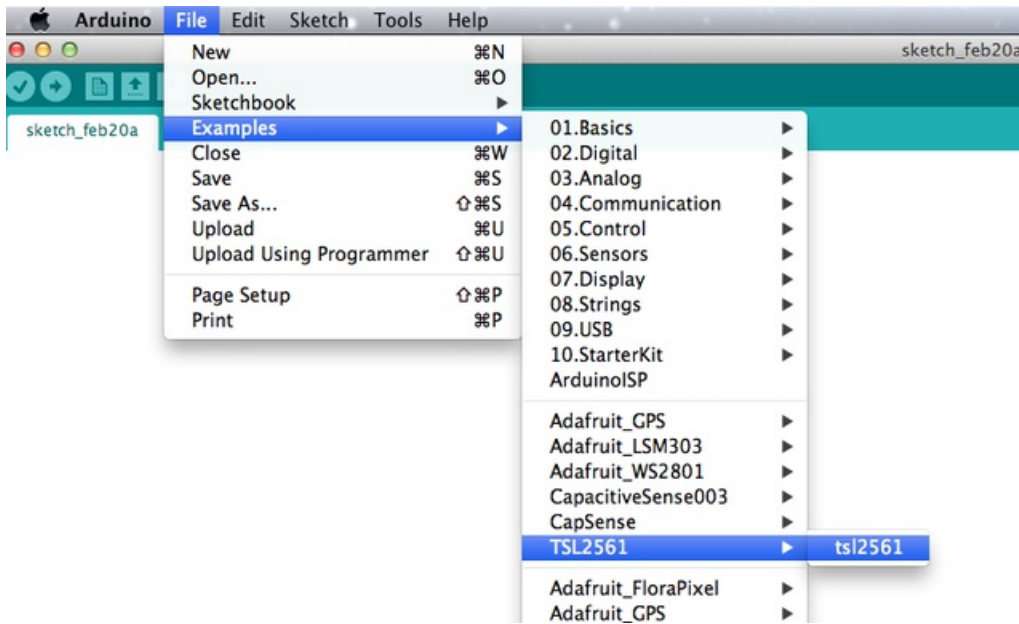 Arduino File Edit Sketch Tools Help
sketch_feb20a
sketch_feb20a
New ⌘N
Open... ⌘O
Sketchbook ▶
Examples ▶
Close ⌘W
Save ⌘S
Save As... ⇧⌘S
Upload ⌘U
Upload Using Programmer ⇧⌘U
Page Setup ⇧⌘P
Print ⌘P
01.Basics ▶
02.Digital ▶
03.Analog ▶
04.Communication ▶
05.Control ▶
06.Sensors ▶
07.Display ▶
08.Strings ▶
09.USB ▶
10.StarterKit ▶
ArduinoISP
Adafruit_GPS ▶
Adafruit_LSM303 ▶
Adafruit_WS2801 ▶
CapacitiveSense003 ▶
CapSense ▶
TSL2561 ▶
tsl2561
Adafruit_FloraPixel ▶
Adafruit_GPS ▶